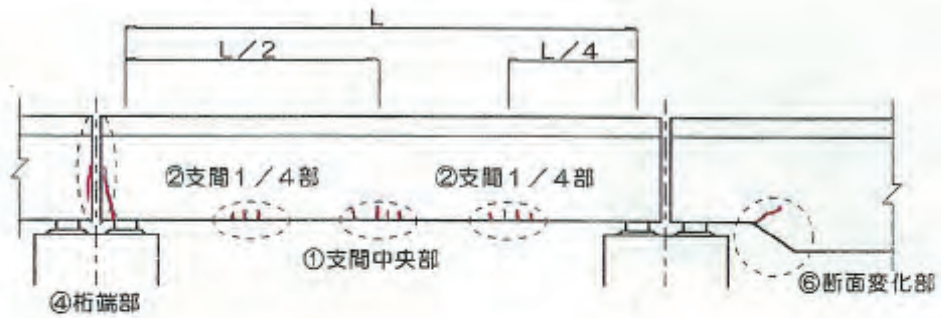 L
L/2
L/4
②支間1/4部
②支間1/4部
①支間中央部
④桁端部
⑥断面変化部